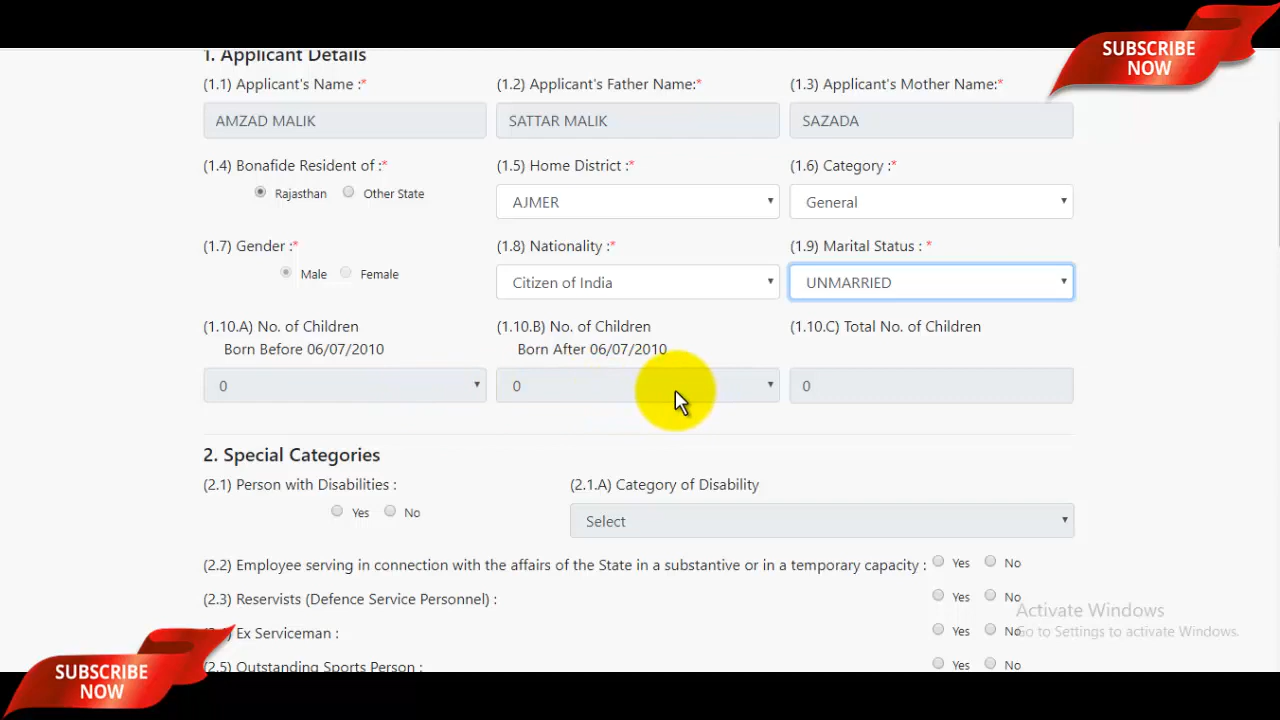 SUBSCRIBE
NOW
1. Applicant Details
(1.1) Applicant's Name :* (1.2) Applicant's Father Name:* (1.3) Applicant's Mother Name:*
AMZAD MALIK SATTAR MALIK SAZADA
(1.4) Bonafide Resident of :* (1.5) Home District :* (1.6) Category :*
Rajasthan Other State AJMER General
(1.7) Gender :* (1.8) Nationality :* (1.9) Marital Status : *
Male Female Citizen of India UNMARRIED
(1.10.A) No. of Children (1.10.B) No. of Children (1.10.C) Total No. of Children
Born Before 06/07/2010 Born After 06/07/2010
0 0 0
2. Special Categories
(2.1) Person with Disabilities : (2.1.A) Category of Disability
Yes No Select
(2.2) Employee serving in connection with the affairs of the State in a substantive or in a temporary capacity : Yes No
(2.3) Reservists (Defence Service Personnel) : Yes No
Activate Windows
Ex Serviceman : Yes No
Go to Settings to activate Windows.
(2.5) Outstanding Sports Person : Yes No
SUBSCRIBE
NOW